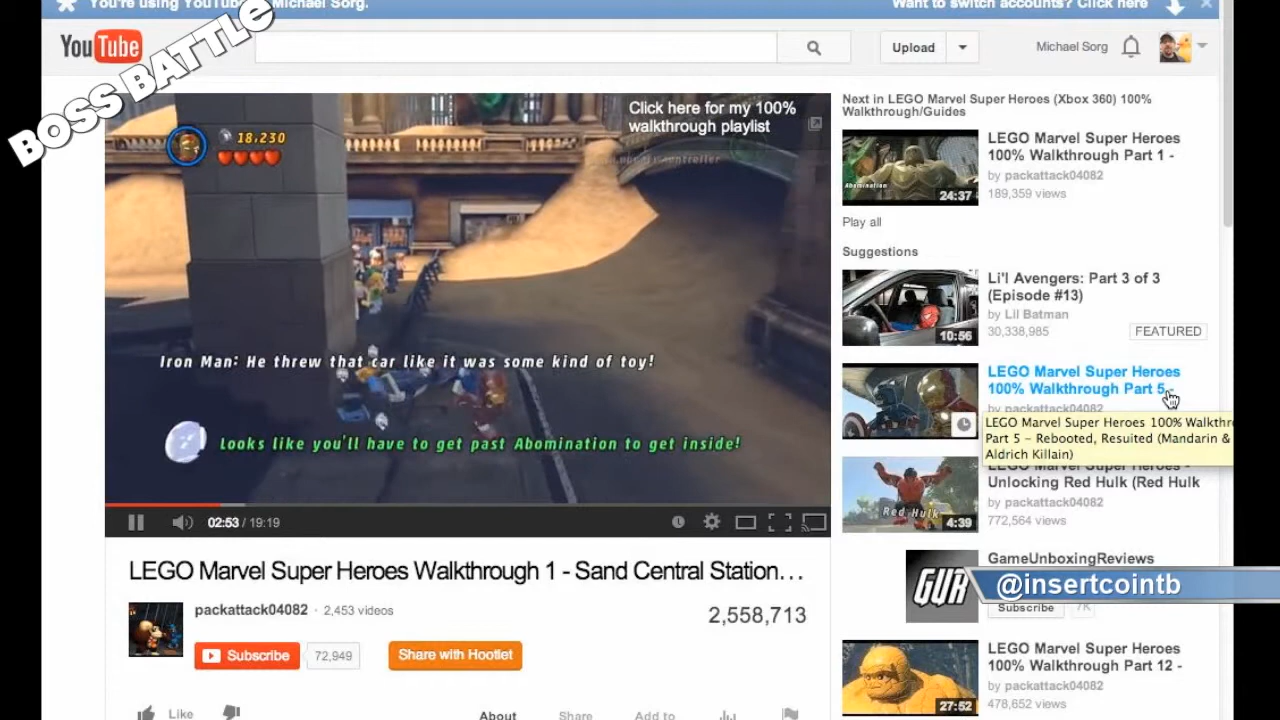 You're using YouTube
Michael Sorg.
Want to switch accounts? Click here
BOSS BATTLE
YouTube
Upload
Michael Sorg
Click here for my 100%
walkthrough playlist
18,230
Iron Man: He threw that car like it was some kind of toy!
Looks like you'll have to get past Abomination to get inside!
02:53 / 19:19
LEGO Marvel Super Heroes Walkthrough 1 - Sand Central Station...
packattack04082 · 2,453 videos
2,558,713
Subscribe
72,949
Share with Hootlet
Like
About
Share
Add to
Next in LEGO Marvel Super Heroes (Xbox 360) 100%
Walkthrough/Guides
Abomination
24:37
LEGO Marvel Super Heroes
100% Walkthrough Part 1 -
by packattack04082
189,359 views
Play all
Suggestions
10:56
Li'l Avengers: Part 3 of 3
(Episode #13)
by Lil Batman
30,338,985
FEATURED
LEGO Marvel Super Heroes
100% Walkthrough Part 5 -
by packattack04082
LEGO Marvel Super Heroes 100% Walkthr
Part 5 – Rebooted, Resuited (Mandarin &
Aldrich Killain)
Red Hulk
4:39
LEGO Marvel Super Heroes -
Unlocking Red Hulk (Red Hulk
by packattack04082
772,564 views
GUR
GameUnboxingReviews
@insertcointb
Subscribe
7K
27:52
LEGO Marvel Super Heroes
100% Walkthrough Part 12 -
by packattack04082
478,652 views